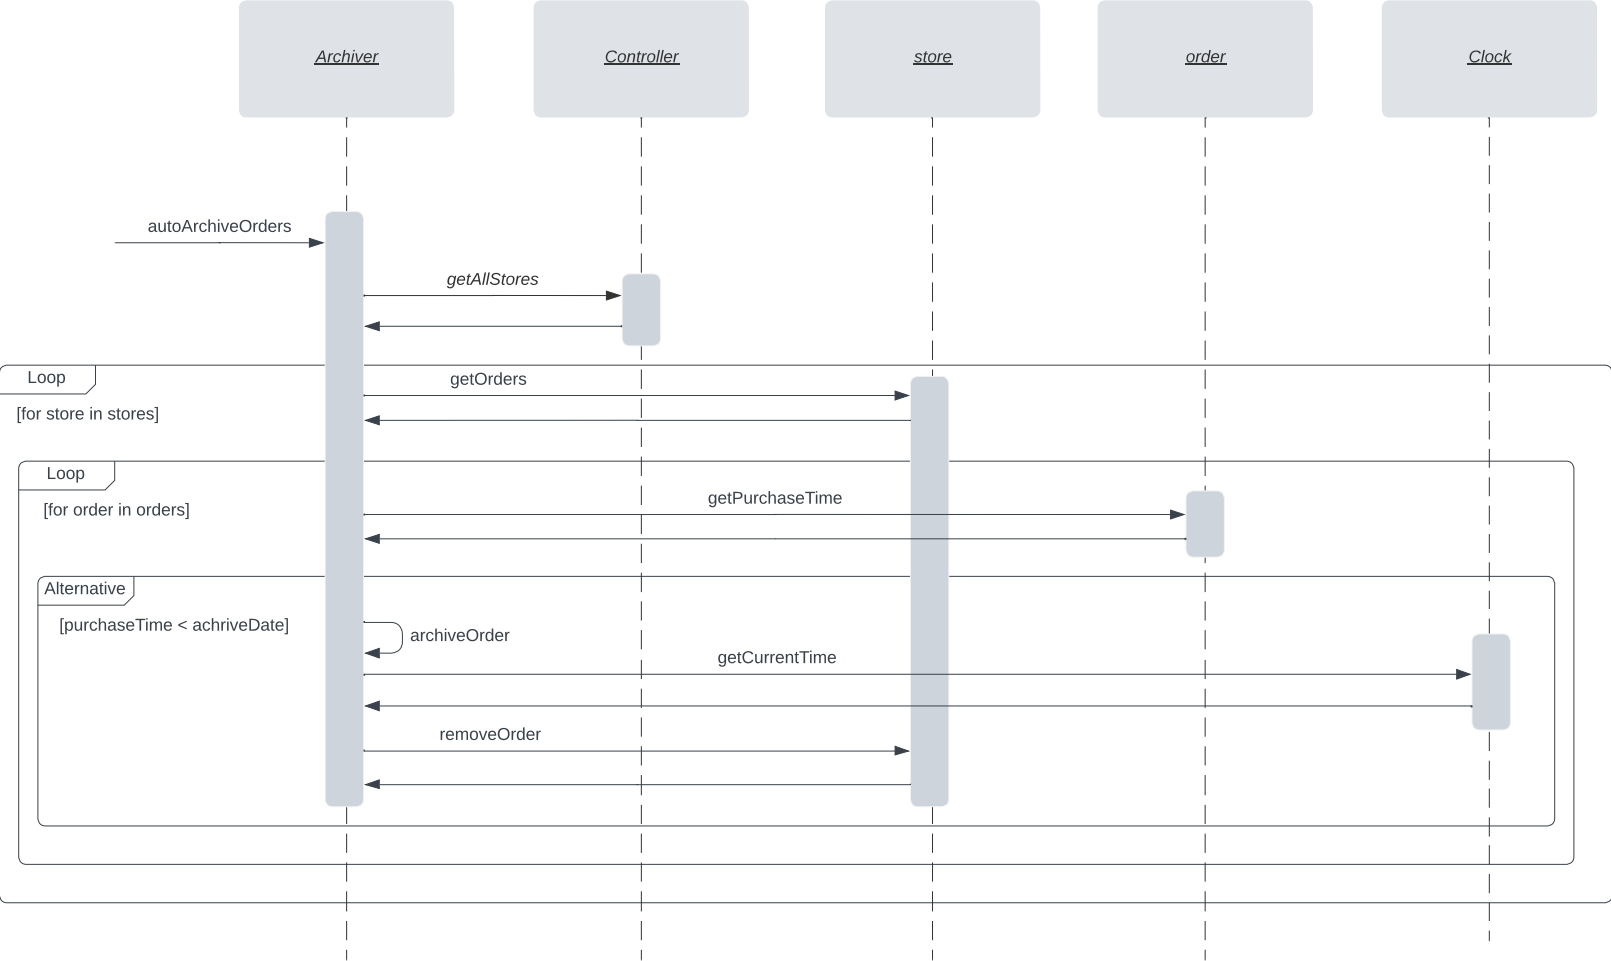 Archiver
Controller
store
order
Clock
autoArchiveOrders
getAllStores
Loop
getOrders
[for store in stores]
Loop
getPurchaseTime
[for order in orders]
Alternative
[purchaseTime < achriveDate]
archiveOrder
getCurrentTime
removeOrder